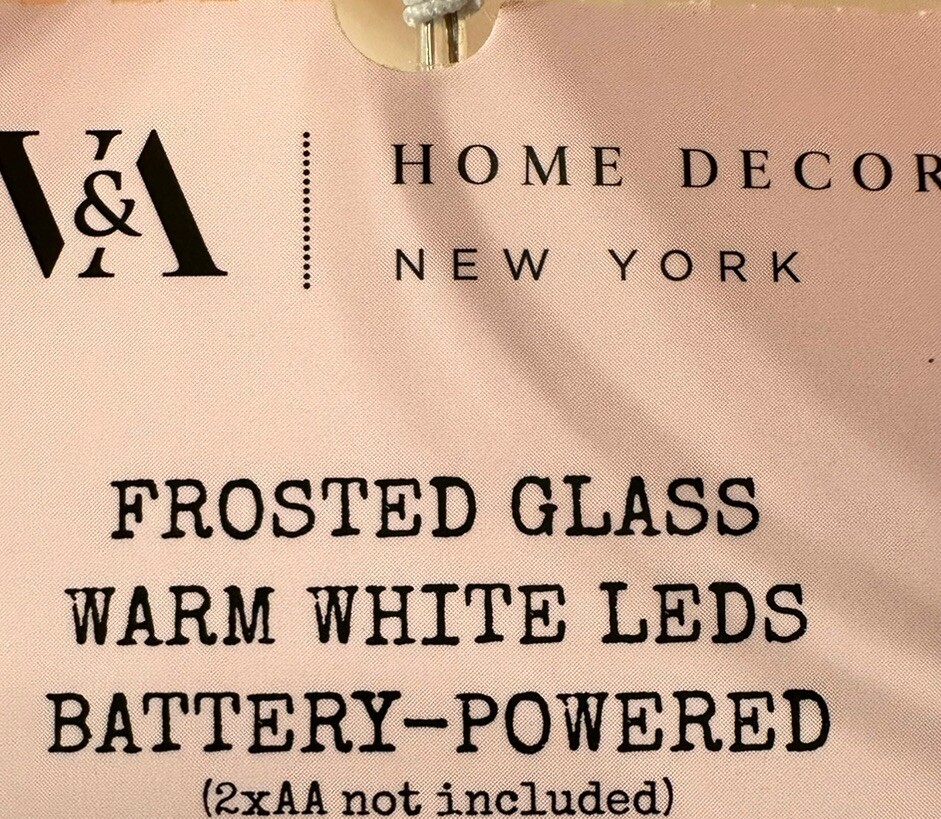 V&A
HOME DECOR
NEW YORK
FROSTED GLASS
WARM WHITE LEDS
BATTERY-POWERED
(2xAA not included)